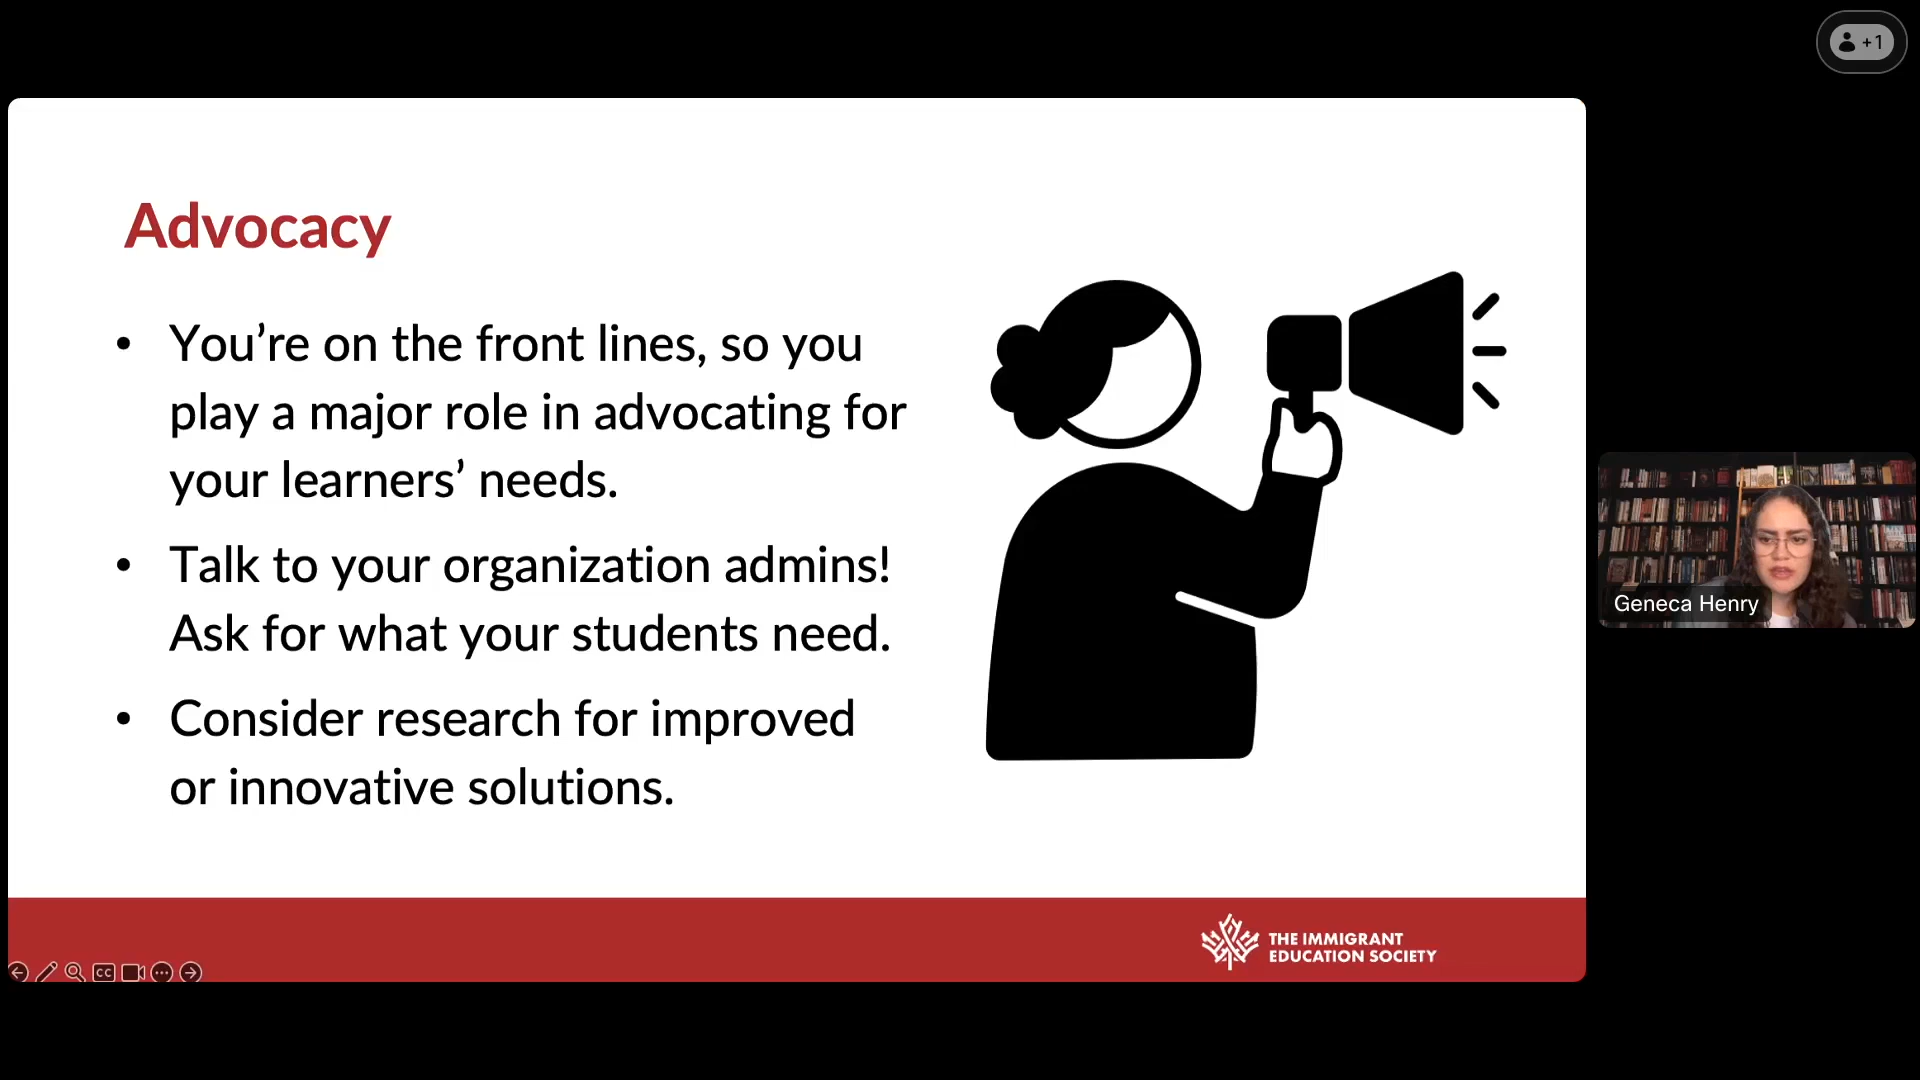 +1
Advocacy
• You’re on the front lines, so you
play a major role in advocating for
your learners’ needs.
• Talk to your organization admins!
Ask for what your students need.
• Consider research for improved
or innovative solutions.
Geneca Henry
THE IMMIGRANT
EDUCATION SOCIETY
CC